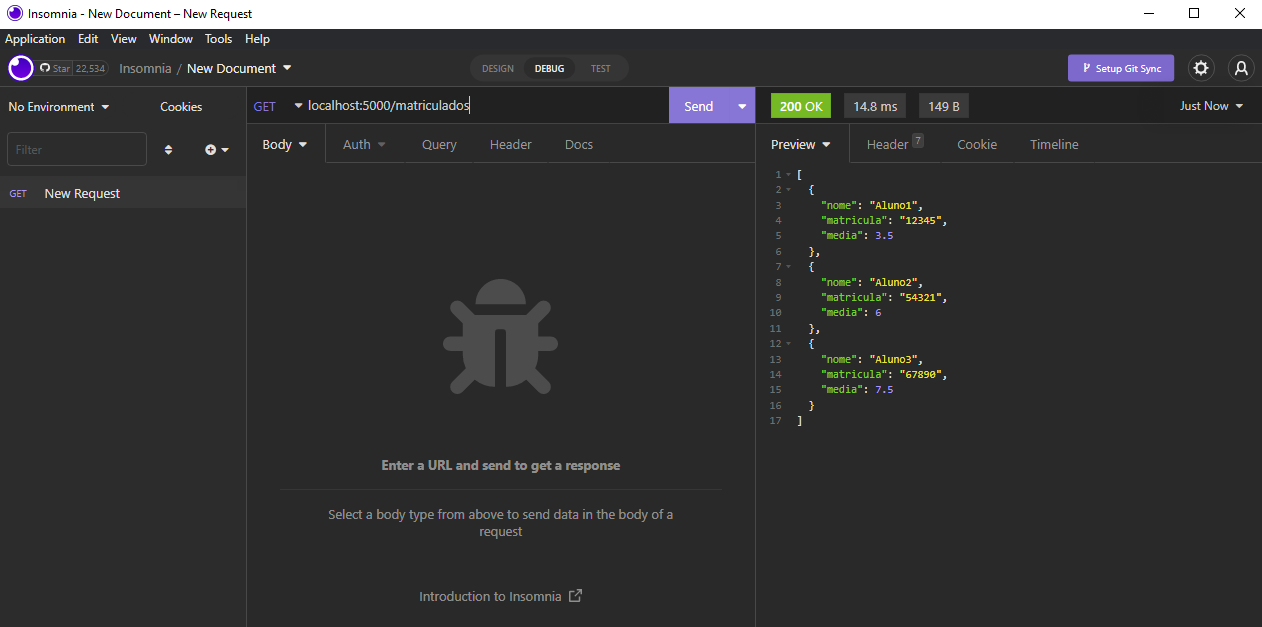 Insomnia - New Document – New Request
Application Edit View Window Tools Help
Star 22,534 Insomnia / New Document DESIGN DEBUG TEST Setup Git Sync
No Environment Cookies
Filter
GET New Request
GET localhost:5000/matriculados Send
Body Auth Query Header Docs
Enter a URL and send to get a response
Select a body type from above to send data in the body of a
request
Introduction to Insomnia
200 OK 14.8 ms 149 B Just Now
Preview Header 7 Cookie Timeline
1 [
2 {
3 "nome": "Aluno1",
4 "matricula": "12345",
5 "media": 3.5
6 },
7 {
8 "nome": "Aluno2",
9 "matricula": "54321",
10 "media": 6
11 },
12 {
13 "nome": "Aluno3",
14 "matricula": "67890",
15 "media": 7.5
16 }
17 ]